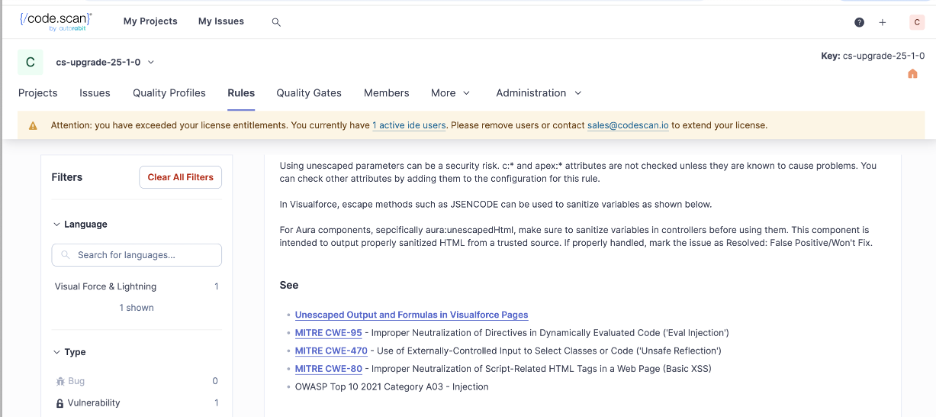 {/code.scan}
by autorabit
My Projects
My Issues
?
C
C
cs-upgrade-25-1-0
Key: cs-upgrade-25-1-0
Projects
Issues
Quality Profiles
Rules
Quality Gates
Members
More
Administration
Attention: you have exceeded your license entitlements. You currently have 1 active ide users. Please remove users or contact sales@codescan.io to extend your license.
Filters
Clear All Filters
Language
Search for languages...
Visual Force & Lightning 1
1 shown
Type
Bug 0
Vulnerability 1
Using unescaped parameters can be a security risk. c:* and apex:* attributes are not checked unless they are known to cause problems. You
can check other attributes by adding them to the configuration for this rule.
In Visualforce, escape methods such as JSENCODE can be used to sanitize variables as shown below.
For Aura components, sepcifically aura:unescapedHtml, make sure to sanitize variables in controllers before using them. This component is
intended to output properly sanitized HTML from a trusted source. If properly handled, mark the issue as Resolved: False Positive/Won't Fix.
See
Unescaped Output and Formulas in Visualforce Pages
MITRE CWE-95 - Improper Neutralization of Directives in Dynamically Evaluated Code ('Eval Injection')
MITRE CWE-470 - Use of Externally-Controlled Input to Select Classes or Code ('Unsafe Reflection')
MITRE CWE-80 - Improper Neutralization of Script-Related HTML Tags in a Web Page (Basic XSS)
OWASP Top 10 2021 Category A03 - Injection